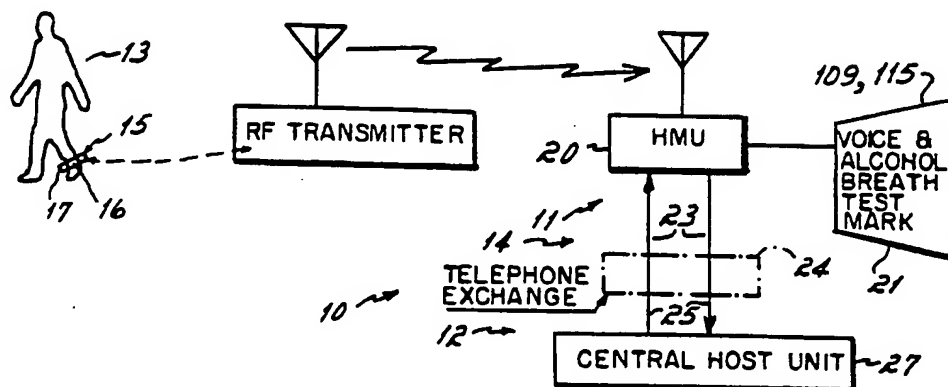 13
109, 115
RF TRANSMITTER
HMU
15
20
VOICE &
ALCOHOL
BREATH
TEST
MARK
17
16
11
23
14
24
21
TELEPHONE
EXCHANGE
10
25
12
CENTRAL HOST UNIT
27